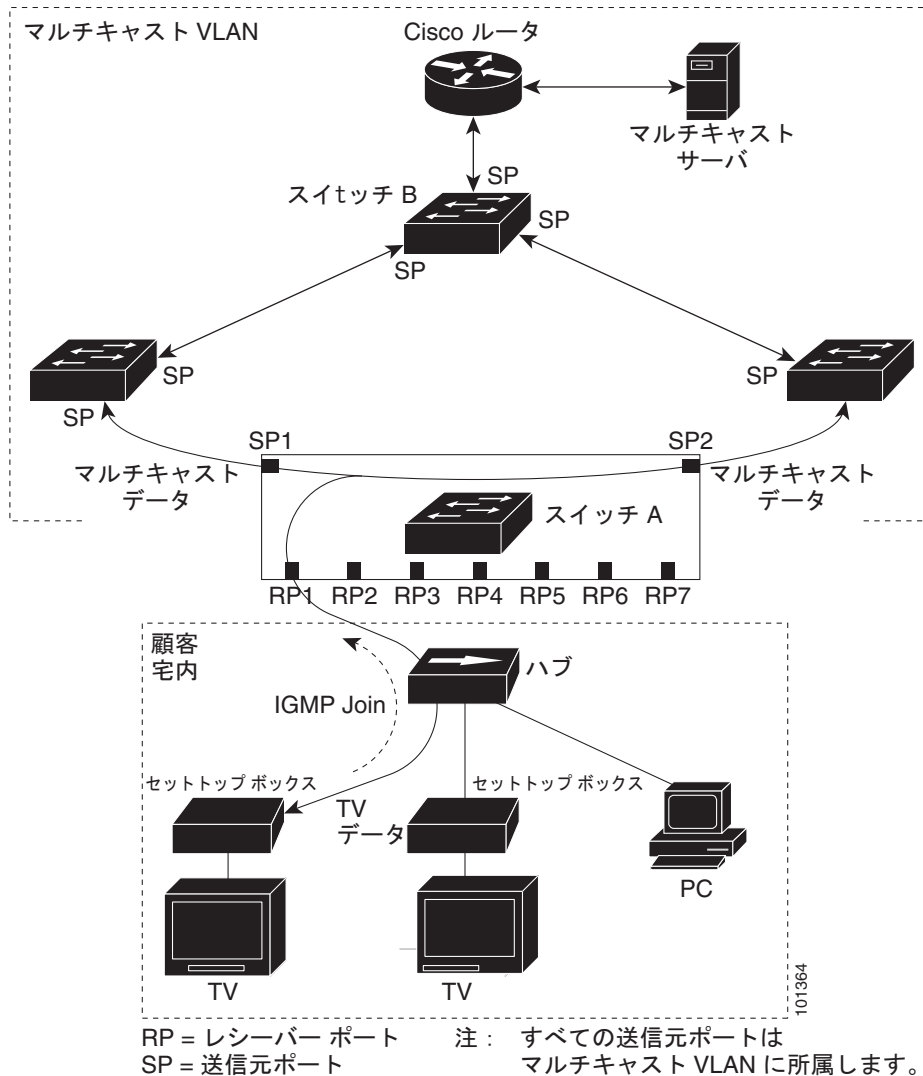 マルチキャスト VLAN
Cisco ルータ
マルチキャスト
サーバ
SP
スイtッチ B
SP
SP
SP
SP
SP
SP1
SP2
マルチキャスト
データ
マルチキャスト
データ
スイッチ A
RP1
RP2
RP3
RP4
RP5
RP6
RP7
顧客
宅内
ハブ
IGMP Join
セットトップ ボックス
セットトップ ボックス
TV
データ
PC
TV
TV
101364
RP = レシーバー ポート
SP = 送信元ポート
注： すべての送信元ポートは
マルチキャスト VLAN に所属します。